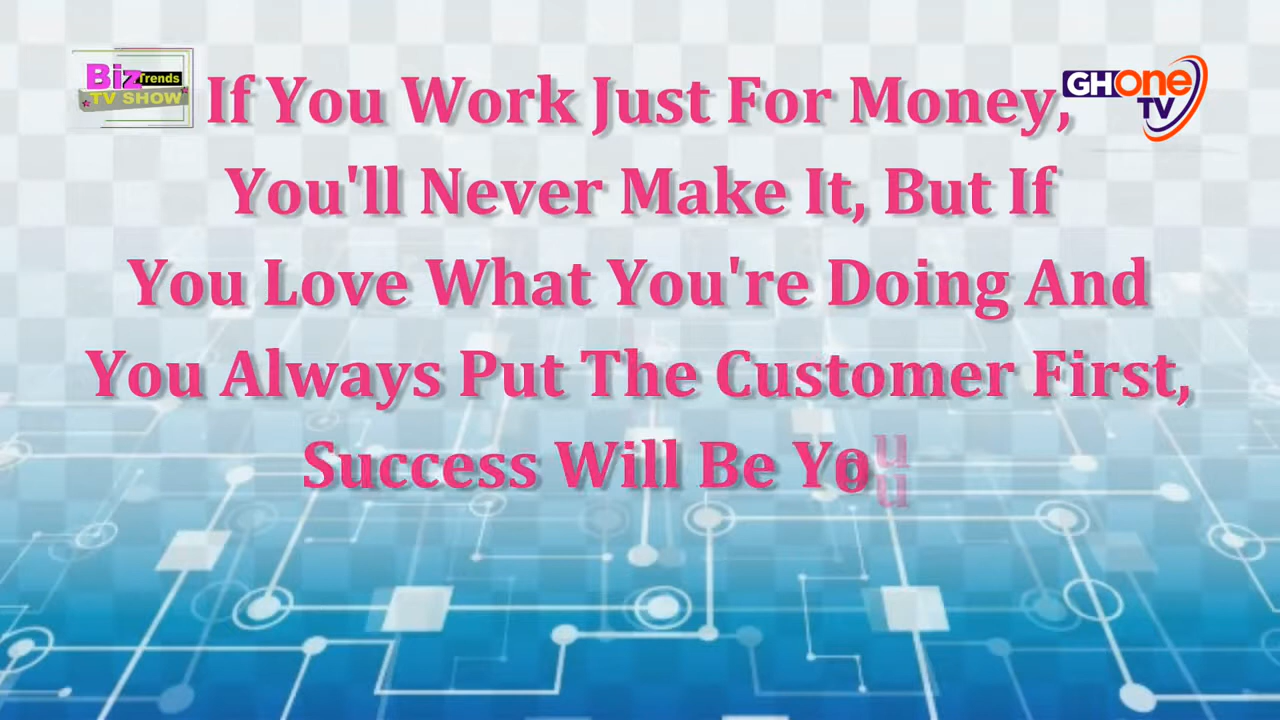 Biz Trends
TV SHOW
GHOne
TV
If You Work Just For Money,
You'll Never Make It, But If
You Love What You're Doing And
You Always Put The Customer First,
Success Will Be You